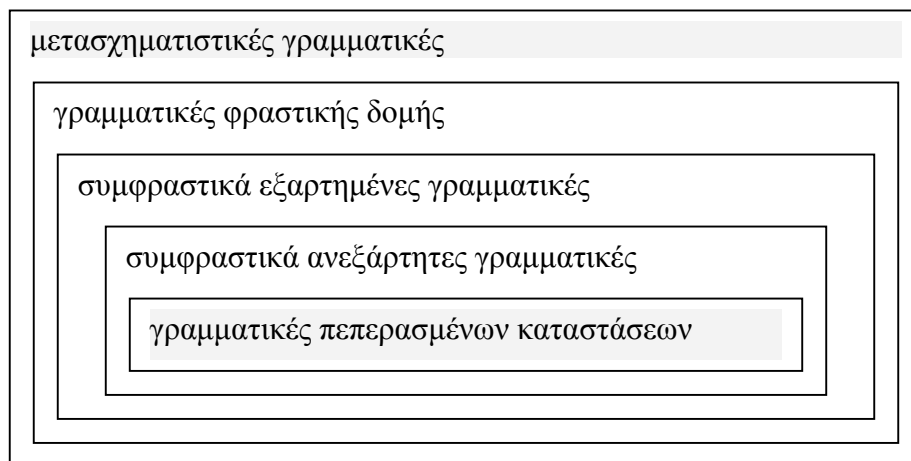 μετασχηματιστικές γραμματικές
γραμματικές φραστικής δομής
συμφραστικά εξαρτημένες γραμματικές
συμφραστικά ανεξάρτητες γραμματικές
γραμματικές πεπερασμένων καταστάσεων